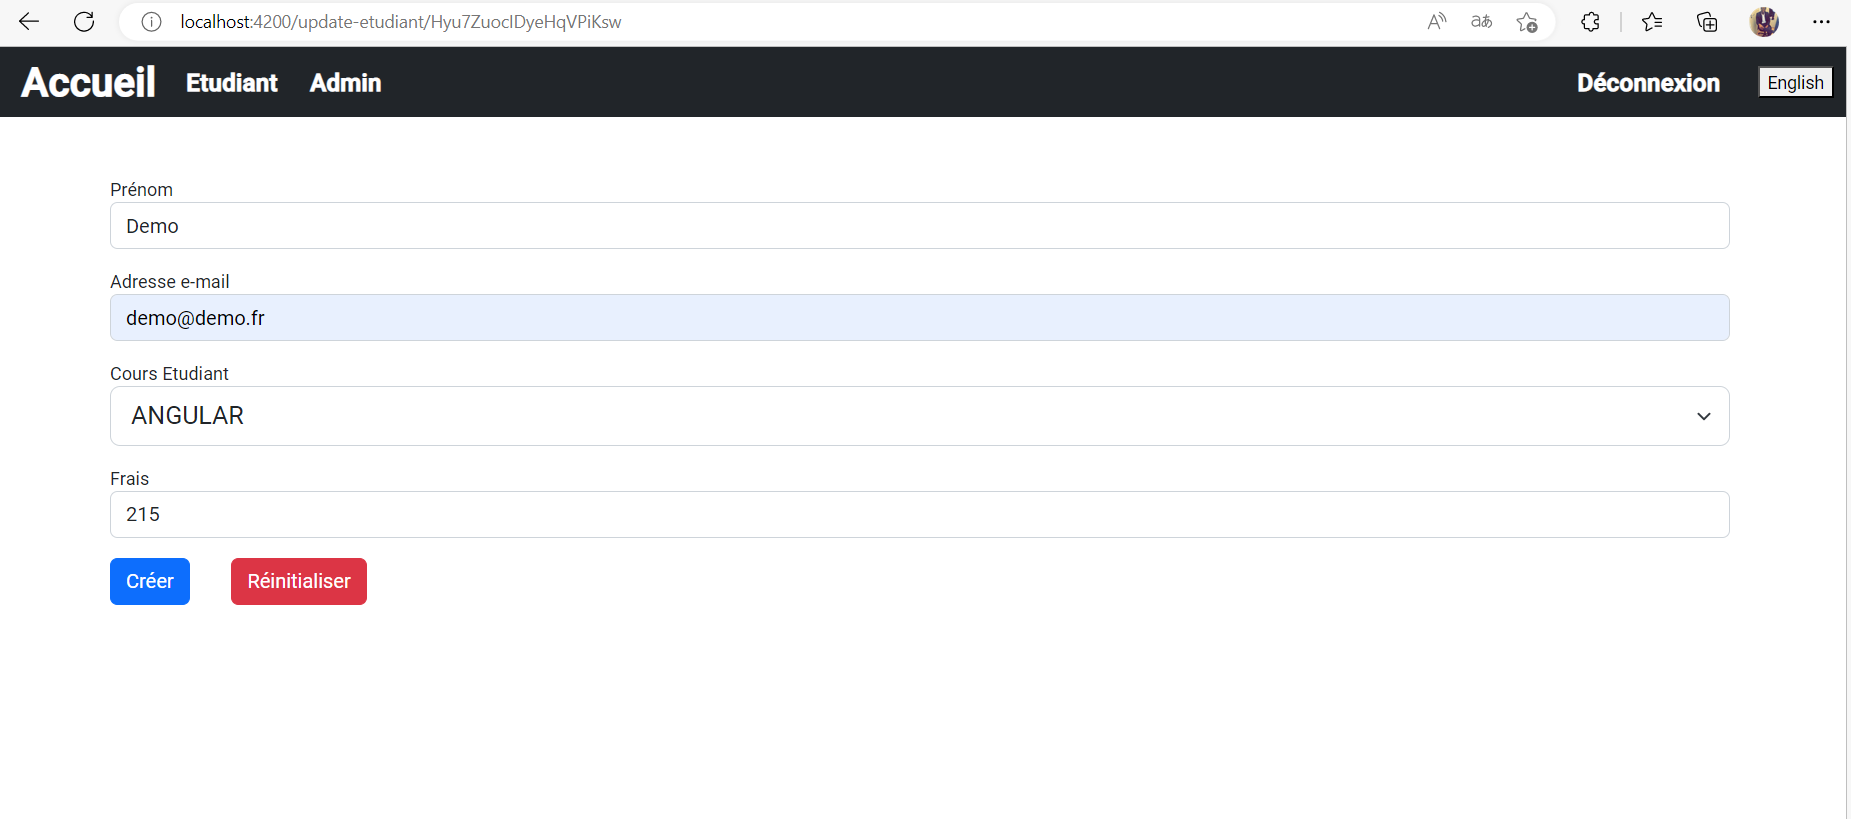 localhost:4200/update-etudiant/Hyu7ZuocIDyeHqVPiKsw
Accueil Etudiant Admin Déconnexion English
Prénom
Demo
Adresse e-mail
demo@demo.fr
Cours Etudiant
ANGULAR
Frais
215
Créer Réinitialiser